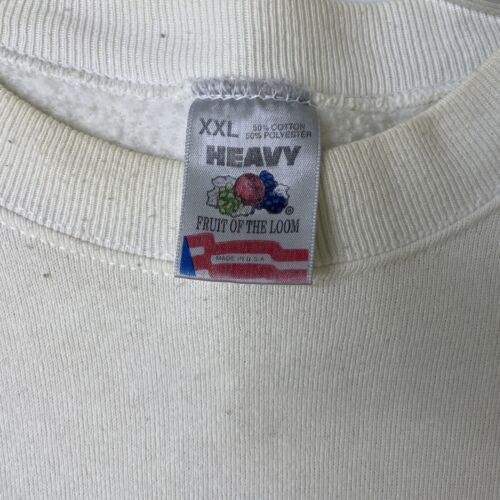 XXL 50% COTTON
50% POLYESTER
HEAVY
®
FRUIT OF THE LOOM
MADE IN U.S.A.